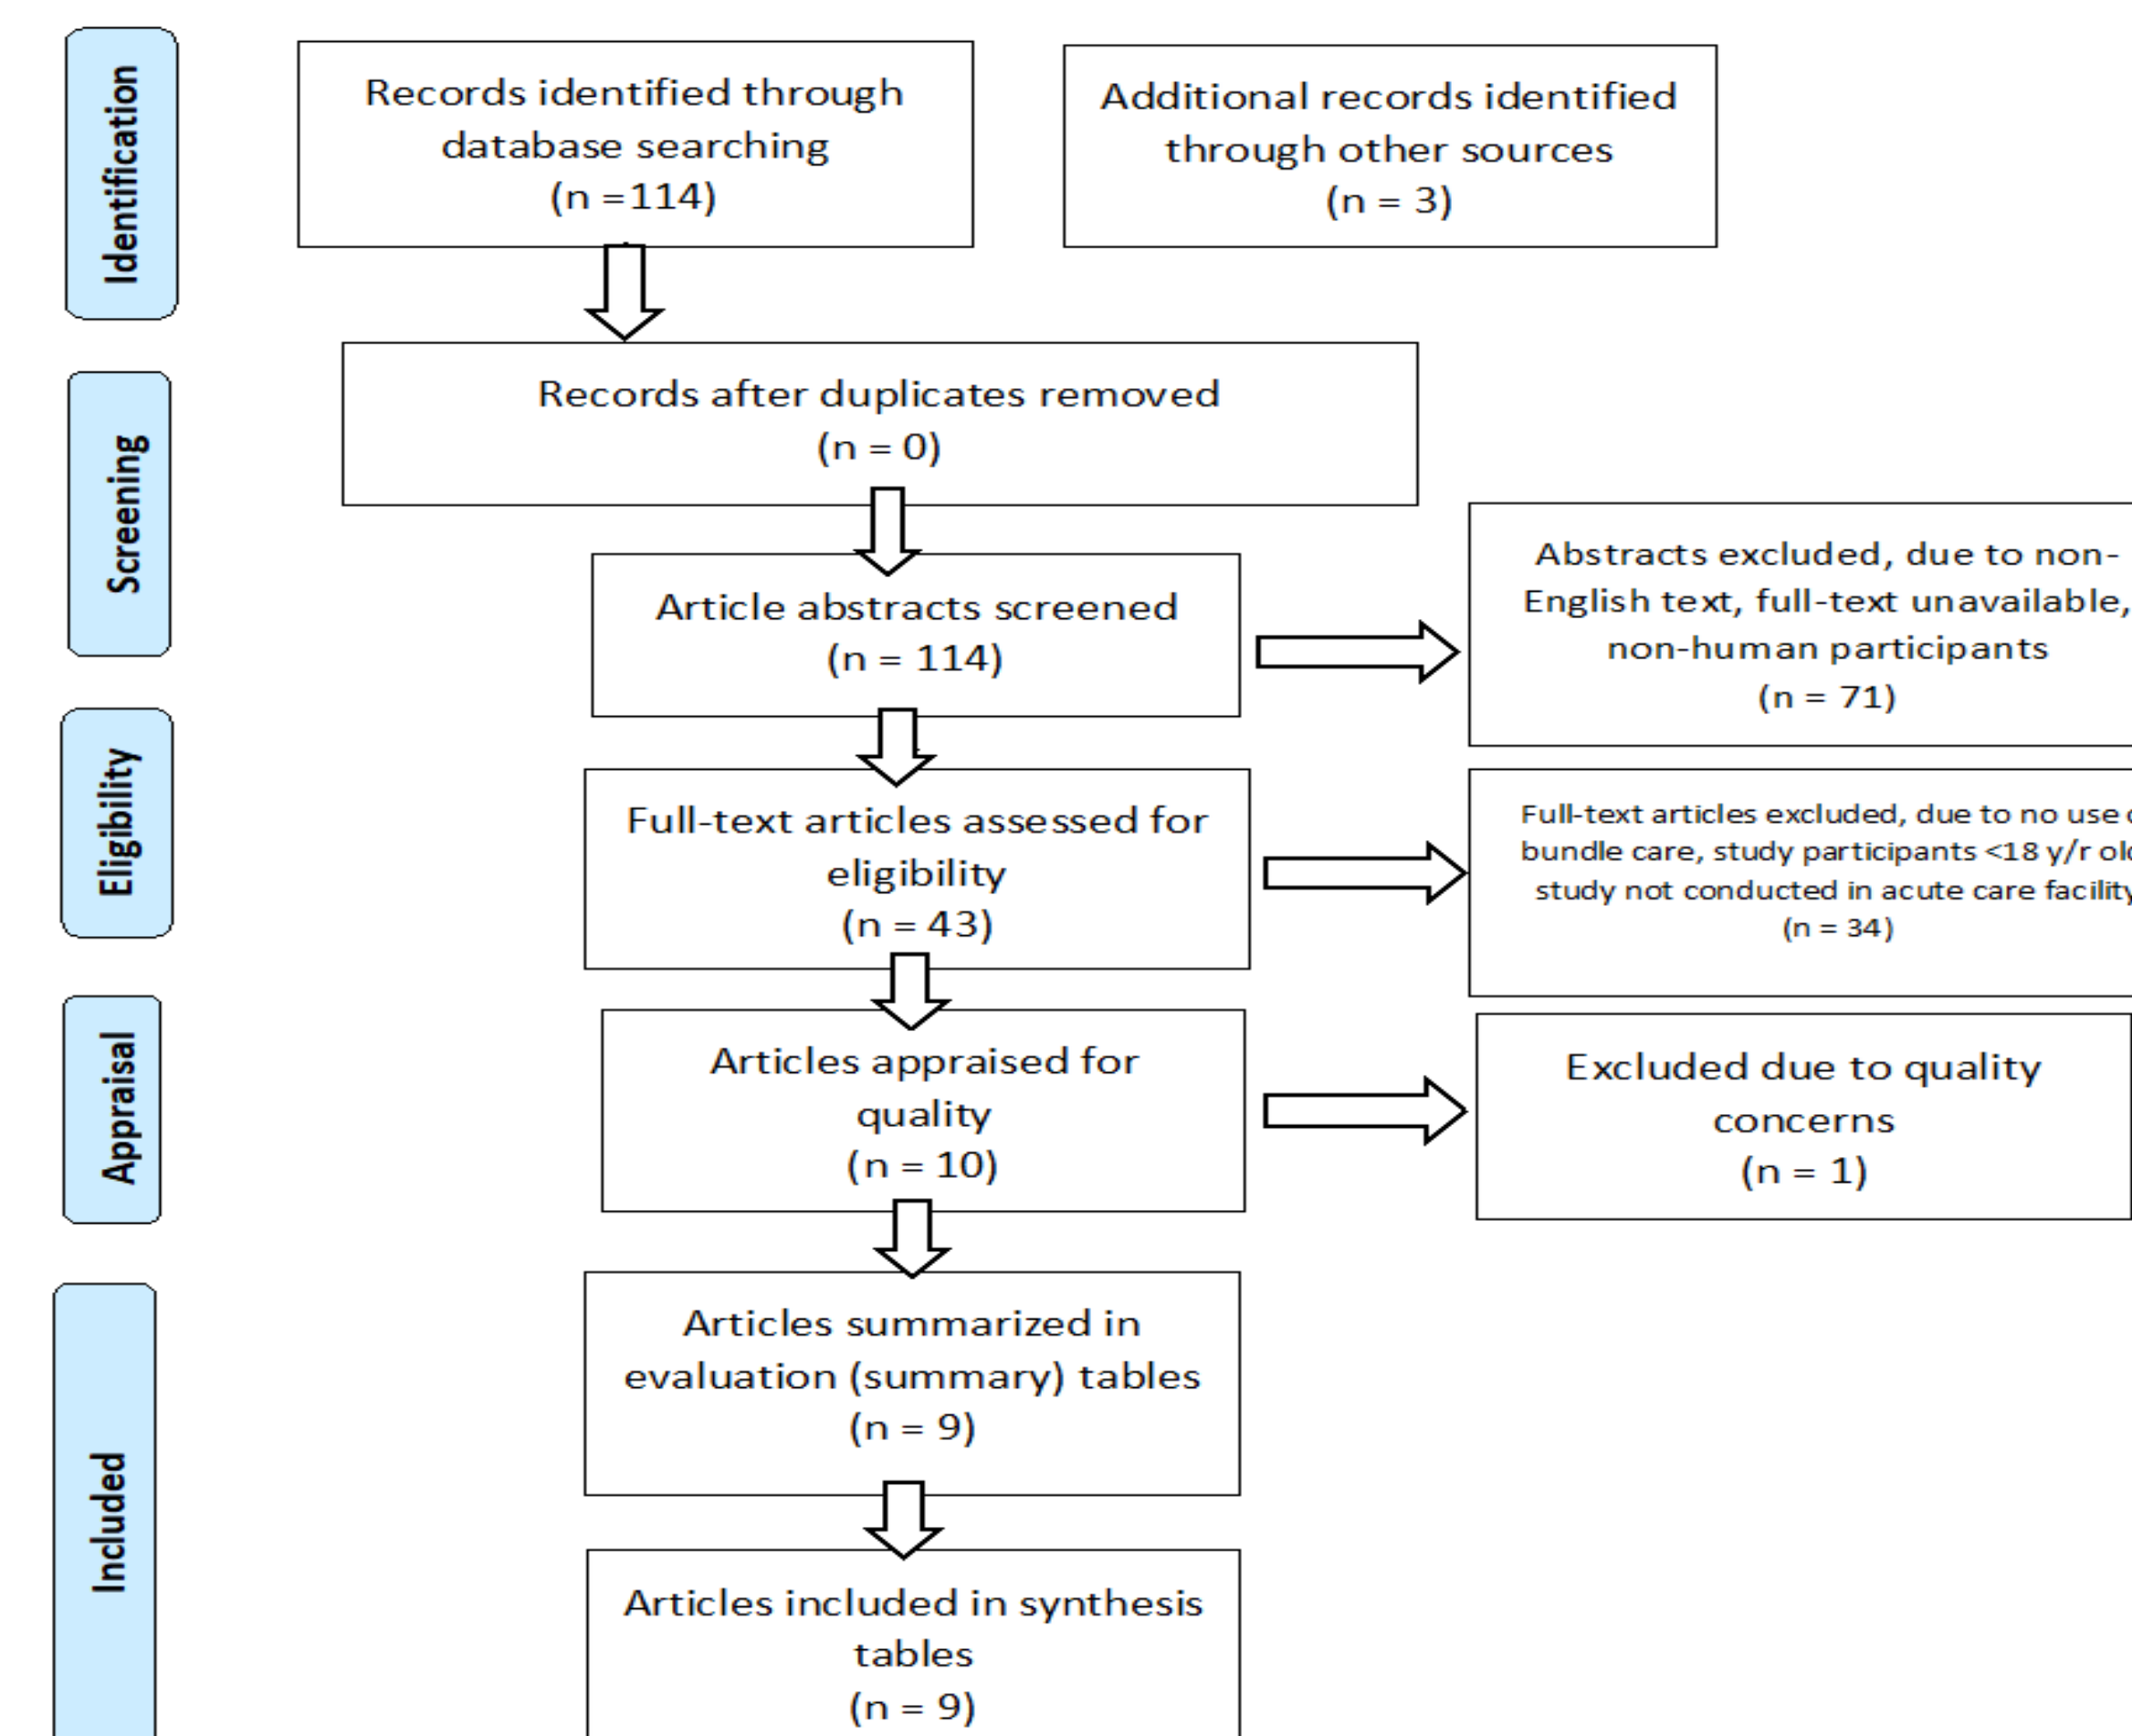 Identification
Records identified through
database searching
(n =114)
Additional records identified
through other sources
(n = 3)
Screening
Records after duplicates removed
(n = 0)
Article abstracts screened
(n = 114)
Abstracts excluded, due to non-
English text, full-text unavailable,
non-human participants
(n = 71)
Eligibility
Full-text articles assessed for
eligibility
(n = 43)
Full-text articles excluded, due to no use
bundle care, study participants <18 y/r
study not conducted in acute care facility
(n = 34)
Appraisal
Articles appraised for
quality
(n = 10)
Excluded due to quality
concerns
(n = 1)
Included
Articles summarized in
evaluation (summary) tables
(n = 9)
Articles included in synthesis
tables
(n = 9)